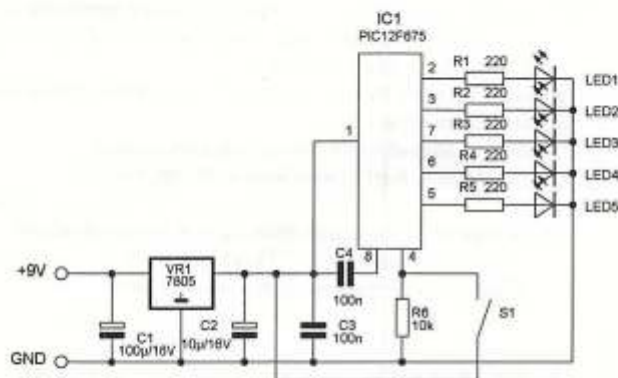 IC1
PIC12F675
2 R1 220 LED1
3 R2 220 LED2
1 7 R3 220 LED3
6 R4 220 LED4
5 R5 220 LED5
C4 8 4
100n
+9V VR1
7805
C1
100µ/16V
C2
10µ/16V
C3
100n
R6
10k
S1
GND